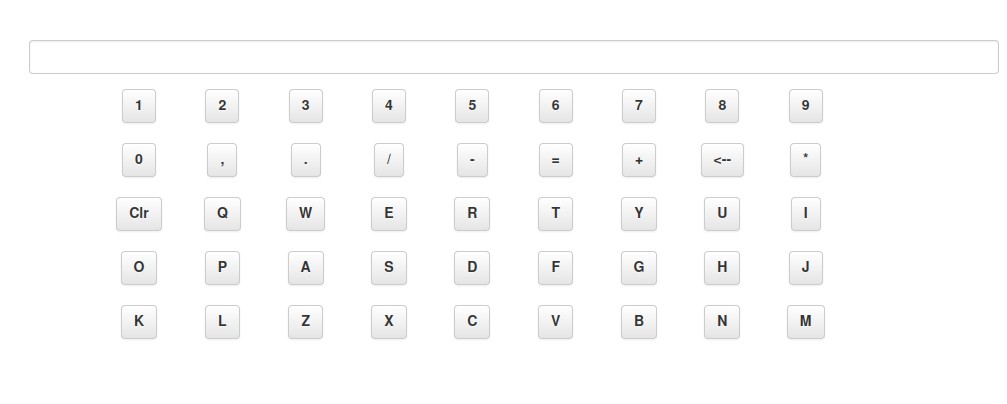 1 2 3 4 5 6 7 8 9
0 , . / - = + <-- *
Clr Q W E R T Y U I
O P A S D F G H J
K L Z X C V B N M